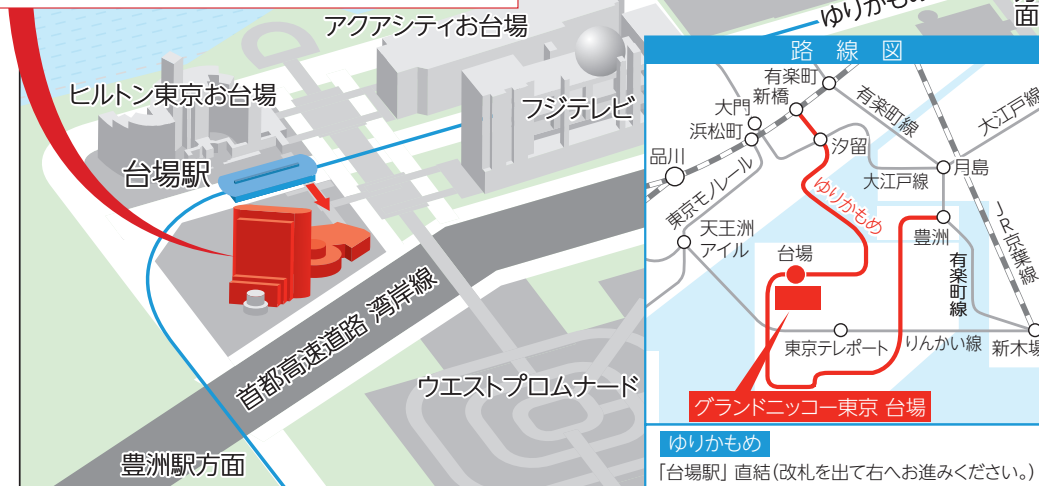 アクアシティお台場
ヒルトン東京お台場
フジテレビ
台場駅
首都高速道路 湾岸線
ウエストプロムナード
豊洲駅方面
路線図
有楽町
新橋
大門
浜松町
品川
有楽町線
汐留
大江戸線
月島
東京モノレール
ゆりかもめ
大江戸線
豊洲
JR京葉線
天王洲
アイル
台場
有楽町線
東京テレポート
りんかい線
グランドニッコー東京 台場
ゆりかもめ
「台場駅」直結(改札を出て右へお進みください。)